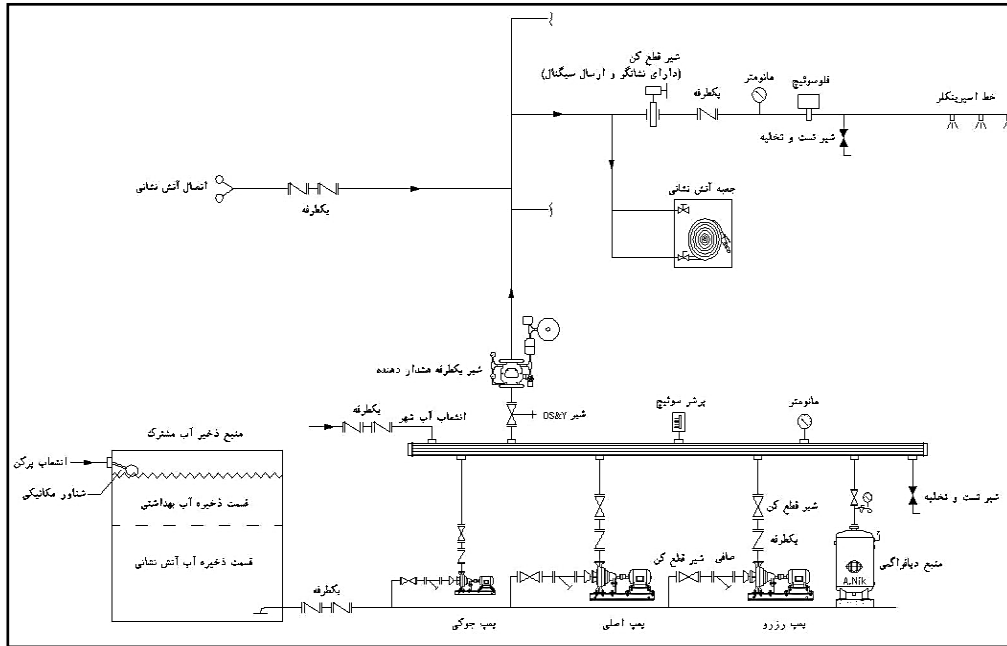 شیر قطع کن
(دارای نشانگر و ارسال سیگنال)
یکطرفه
مانومتر
فلوسوئیچ
خط اسپرینکلر
شیر تست و تخلیه
اتصال آتش نشانی
یکطرفه
جعبه آتش نشانی
شیر یکطرفه هشدار دهنده
شیر OS&Y
پرشر سوئیچ
مانومتر
یکطرفه
انشعاب آب شهر
منبع ذخیر آب مشترک
انشعاب پرکن
شناور مکانیکی
قسمت ذخیره آب بهداشتی
قسمت ذخیره آب آتش نشانی
شیر تست و تخلیه
شیر قطع کن
یکطرفه
شیر قطع کن
صافی
منبع دیافراگمی
A.Nik
یکطرفه
پمپ جوکی
پمپ اصلی
پمپ رزرو